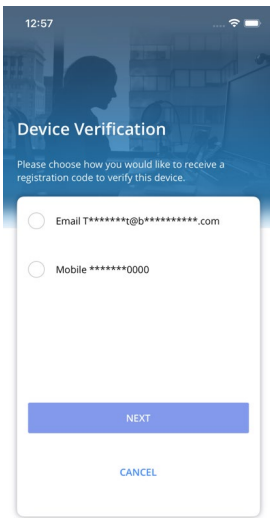 12:57
Device Verification
Please choose how you would like to receive a
registration code to verify this device.
Email T*******t@b**********.com
Mobile *******0000
NEXT
CANCEL